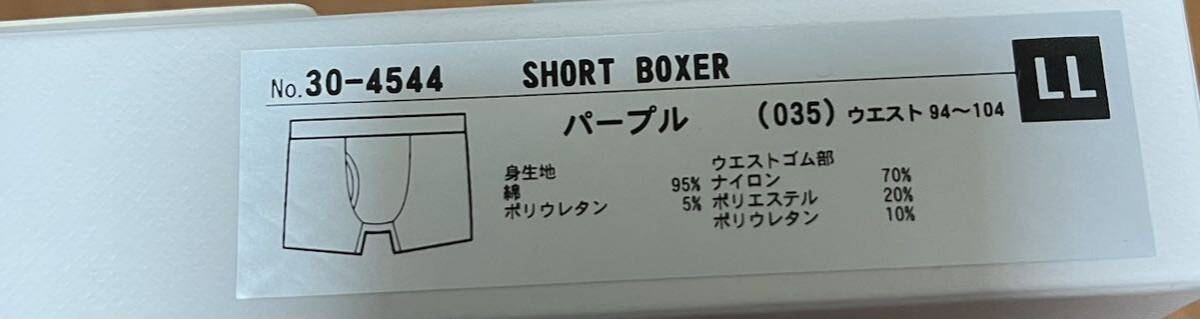 No.30-4544 SHORT BOXER LL
パープル (035) ウエスト 94〜104
身生地
綿 95%
ポリウレタン 5%
ウエストゴム部
ナイロン 70%
ポリエステル 20%
ポリウレタン 10%